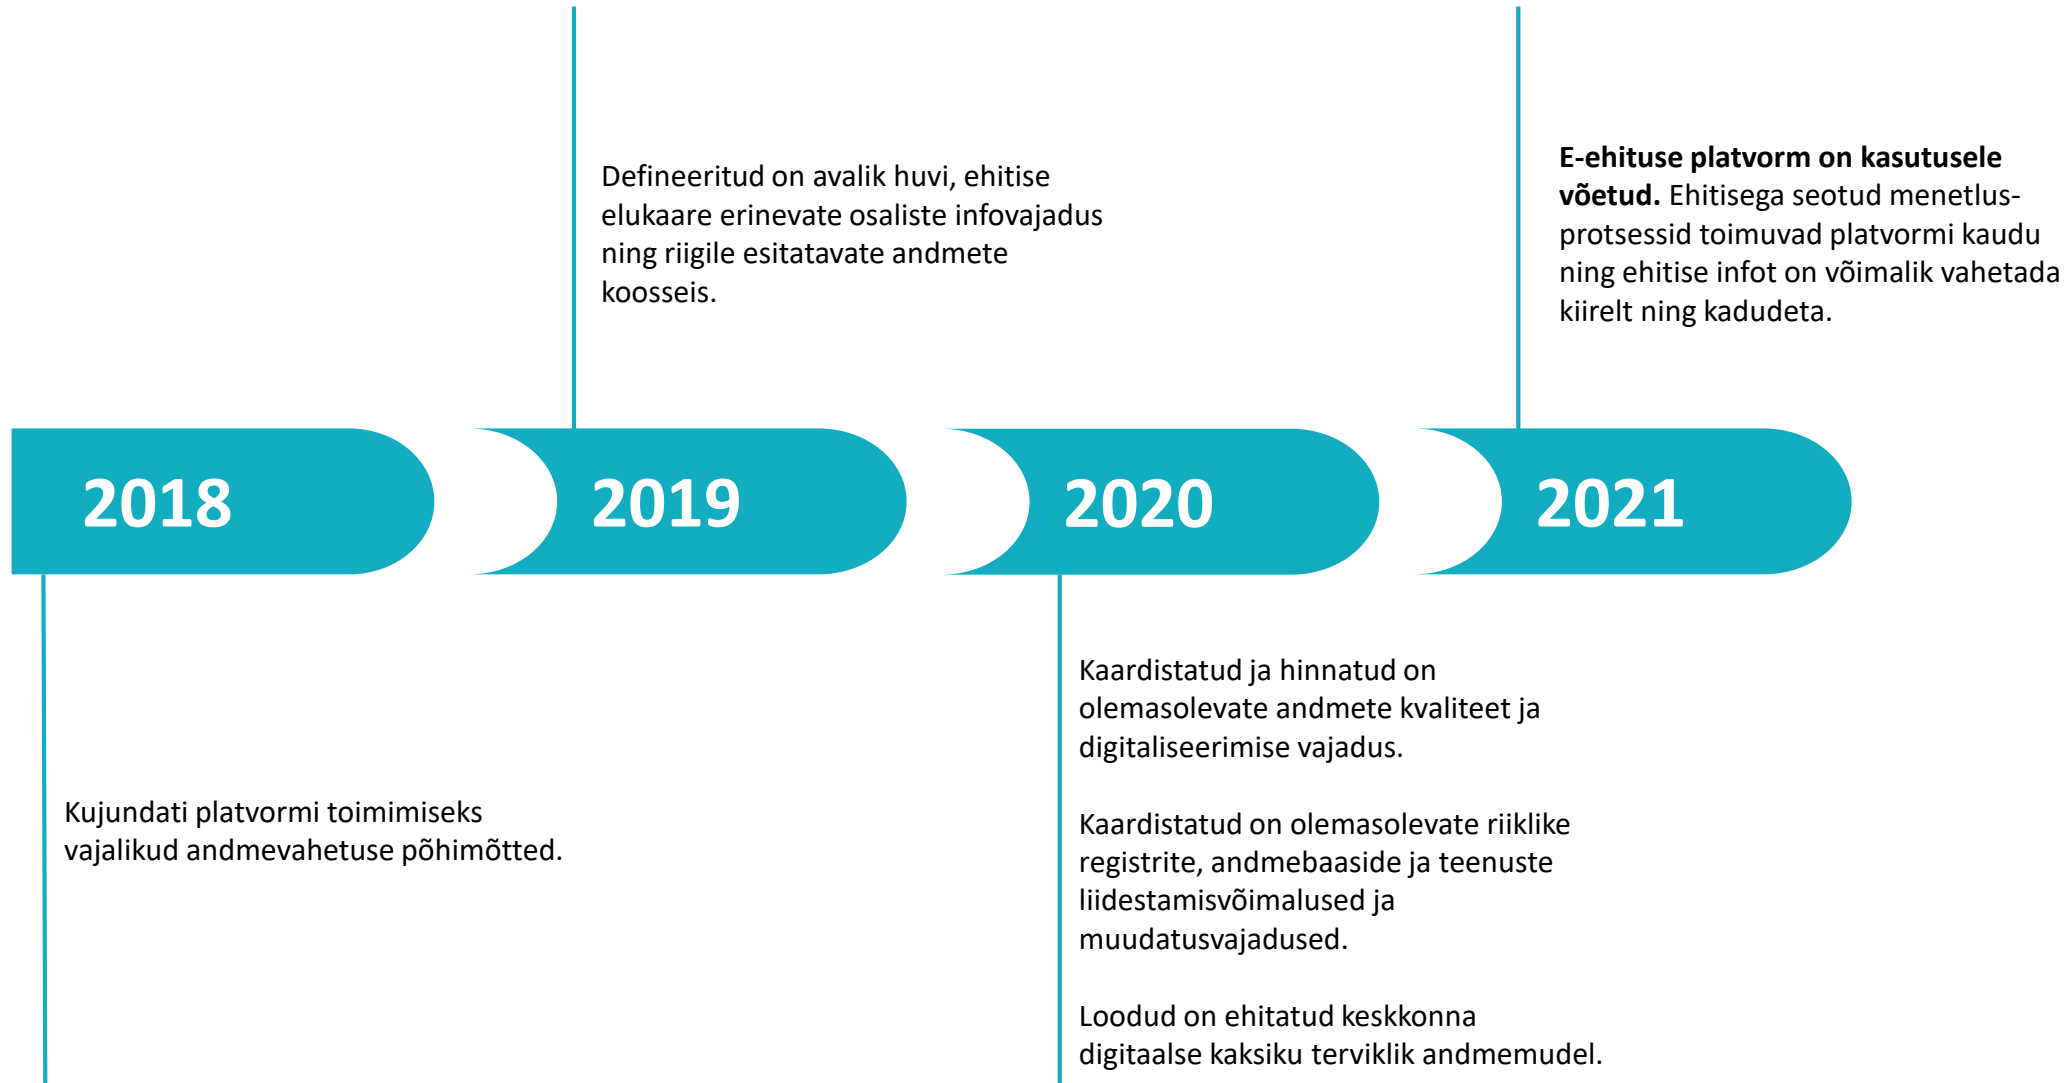 Defineeritud on avalik huvi, ehitise
elukaare erinevate osaliste infovajadus
ning riigile esitatavate andmete
koosseis.
E-ehituse platvorm on kasutusele
võetud. Ehitisega seotud menetlus-
protsessid toimuvad platvormi kaudu
ning ehitise infot on võimalik vahetada
kiirelt ning kadudeta.
2018
2019
2020
2021
Kujundati platvormi toimimiseks
vajalikud andmevahetuse põhimõtted.
Kaardistatud ja hinnatud on
olemasolevate andmete kvaliteet ja
digitaliseerimise vajadus.
Kaardistatud on olemasolevate riiklike
registrite, andmebaaside ja teenuste
liidestamisvõimalused ja
muudatusvajadused.
Loodud on ehitatud keskkonna
digitaalse kaksiku terviklik andmemudel.